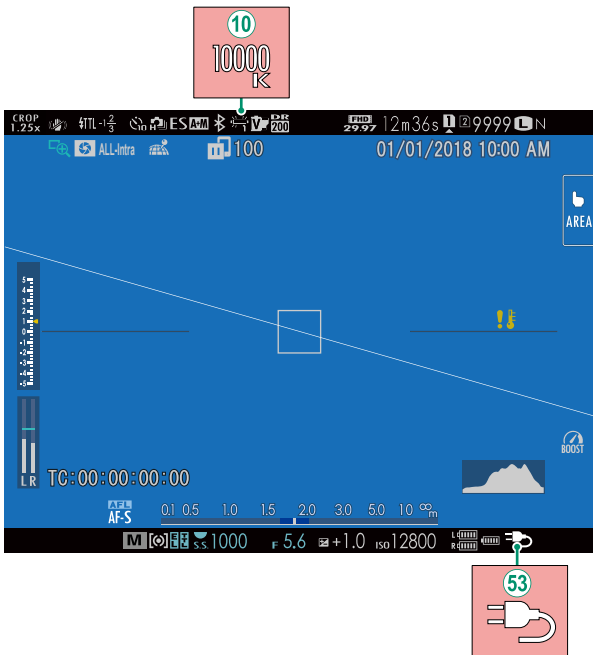 10
10000
K
CROP 1.25x TTL -1 2/3 10 H ES A+M V DR 200 FHD 29.97 12m36s 1 2 9999 L N
S ALL-Intra 100 01/01/2018 10:00 AM
AREA
5
4
3
2
1
0
-1
-2
-3
-4
-5
BOOST
L R
TC:00:00:00:00
AFL
AF-S 0.1 0.5 1.0 1.5 2.0 3.0 5.0 10 ∞ m
M S.S. 1000 F 5.6 +1.0 ISO 12800 L R
53